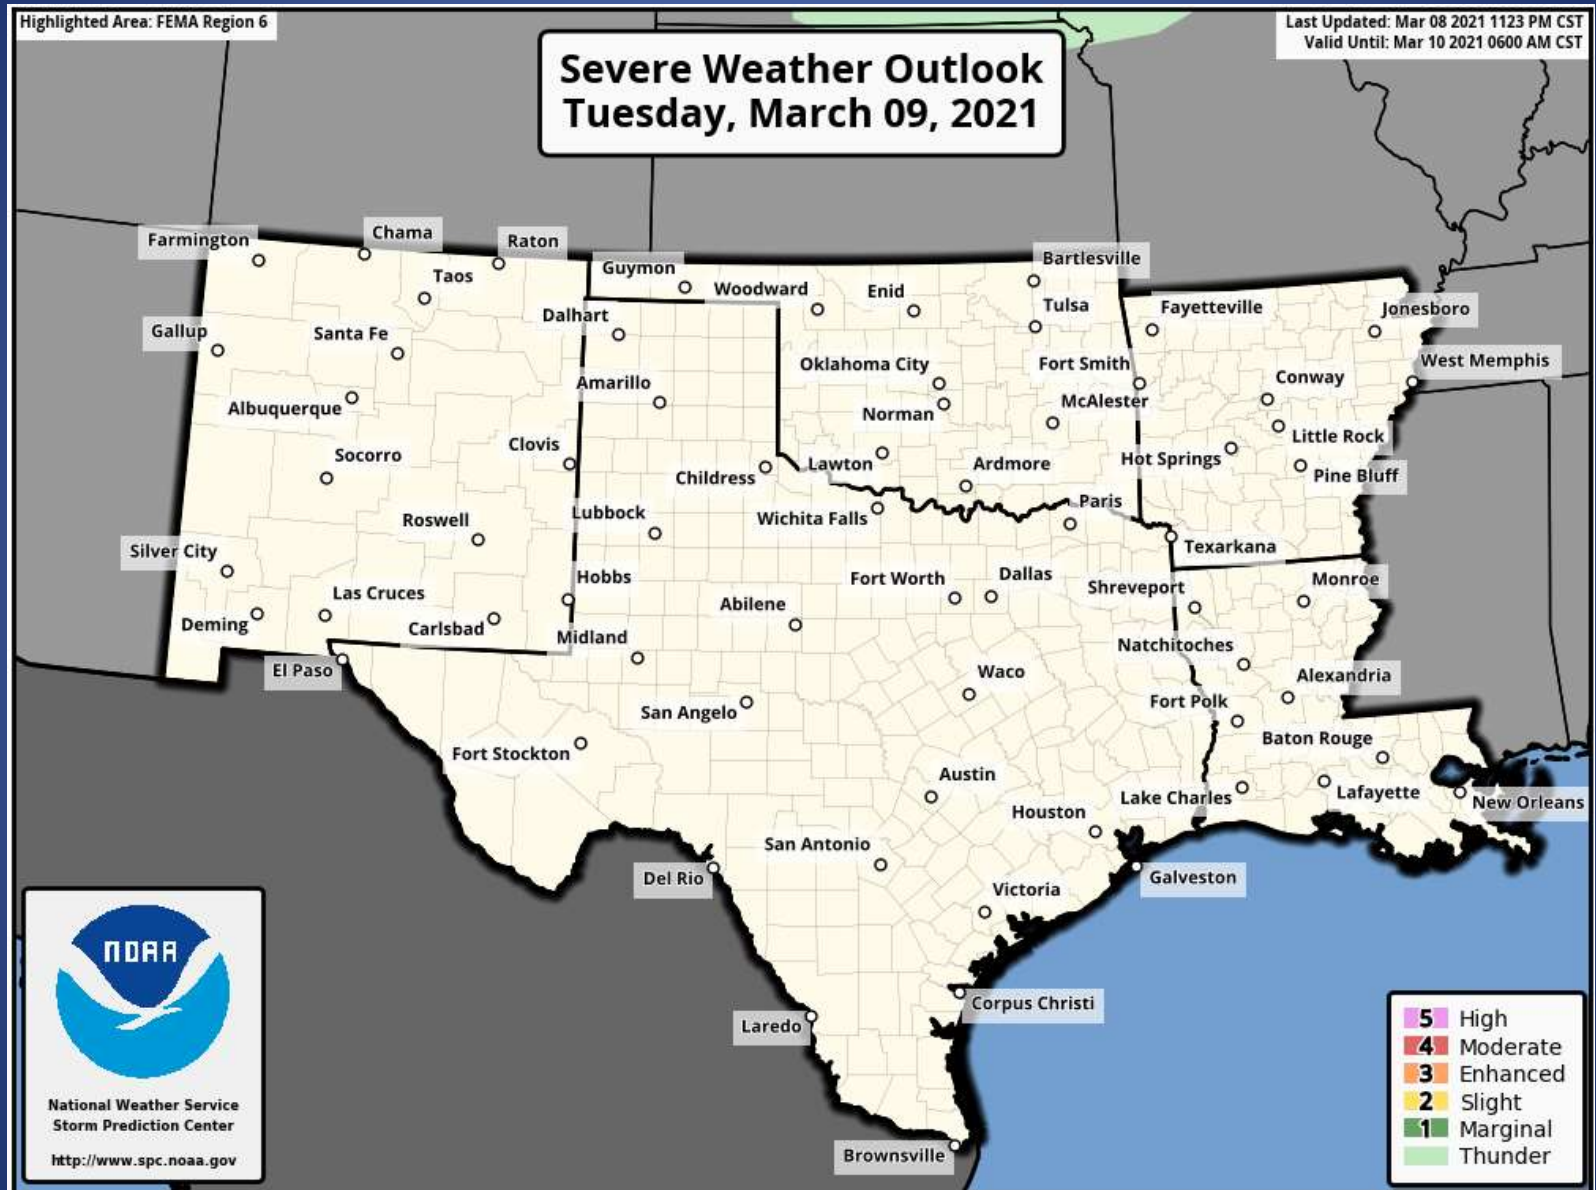 Highlighted Area: FEMA Region 6
Last Updated: Mar 08 2021 1123 PM CST
Valid Until: Mar 10 2021 0600 AM CST
Severe Weather Outlook
Tuesday, March 09, 2021
Farmington
Chama
Raton
Taos
Guymon
Woodward
Enid
Bartlesville
Tulsa
Fayetteville
Jonesboro
Gallup
Santa Fe
Dalhart
Oklahoma City
Fort Smith
Conway
West Memphis
Albuquerque
Amarillo
Norman
McAlester
Little Rock
Socorro
Clovis
Childress
Lawton
Ardmore
Hot Springs
Pine Bluff
Roswell
Lubbock
Wichita Falls
Paris
Texarkana
Silver City
Las Cruces
Hobbs
Abilene
Fort Worth
Dallas
Shreveport
Monroe
Deming
Carlsbad
Midland
Natchitoches
El Paso
San Angelo
Waco
Fort Polk
Alexandria
Fort Stockton
Austin
Baton Rouge
Houston
Lake Charles
Lafayette
New Orleans
San Antonio
Del Rio
Victoria
Galveston
Laredo
Corpus Christi
Brownsville
NOAA
National Weather Service
Storm Prediction Center
http://www.spc.noaa.gov
5 High
4 Moderate
3 Enhanced
2 Slight
1 Marginal
Thunder